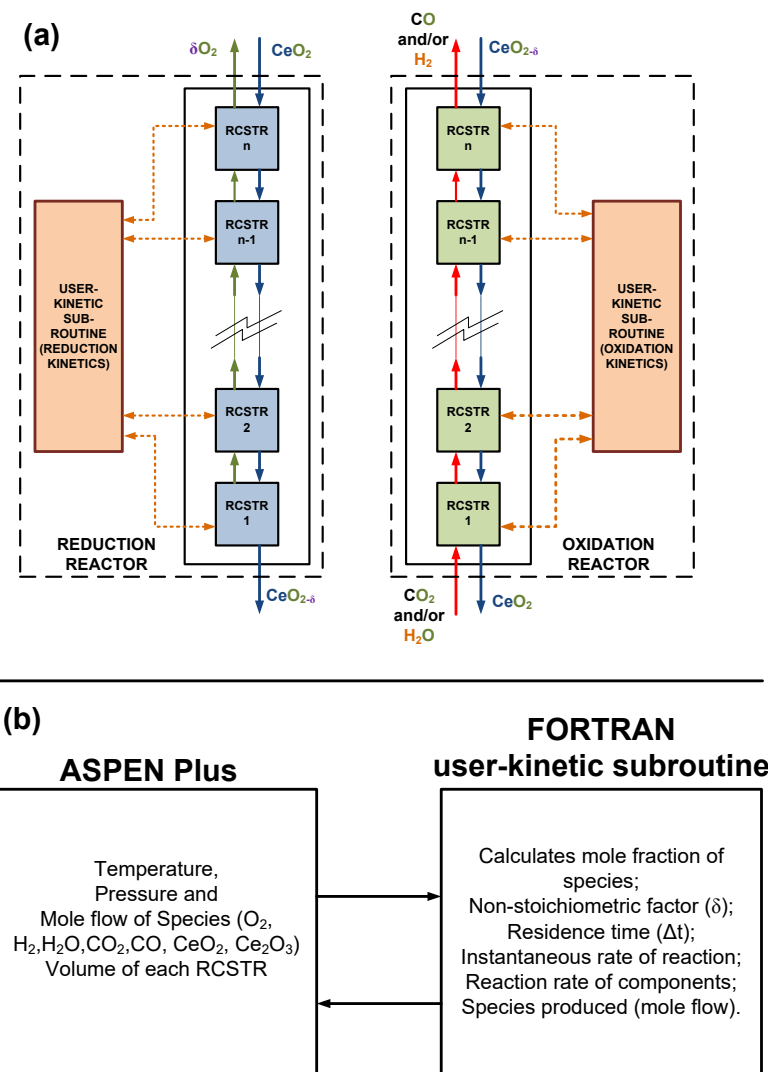 (a)
δO₂
CeO₂
RCSTR
n
RCSTR
n-1
RCSTR
2
RCSTR
1
USER-
KINETIC
SUB-
ROUTINE
(REDUCTION
KINETICS)
REDUCTION
REACTOR
CeO₂₋δ
CO
and/or
H₂
CeO₂₋δ
RCSTR
n
RCSTR
n-1
RCSTR
2
RCSTR
1
USER-
KINETIC
SUB-
ROUTINE
(OXIDATION
KINETICS)
OXIDATION
REACTOR
CO₂
and/or
H₂O
CeO₂
(b)
ASPEN Plus
Temperature,
Pressure and
Mole flow of Species (O₂,
H₂,H₂O,CO₂,CO, CeO₂, Ce₂O₃)
Volume of each RCSTR
FORTRAN
user-kinetic subroutine
Calculates mole fraction of
species;
Non-stoichiometric factor (δ);
Residence time (Δt);
Instantaneous rate of reaction;
Reaction rate of components;
Species produced (mole flow).